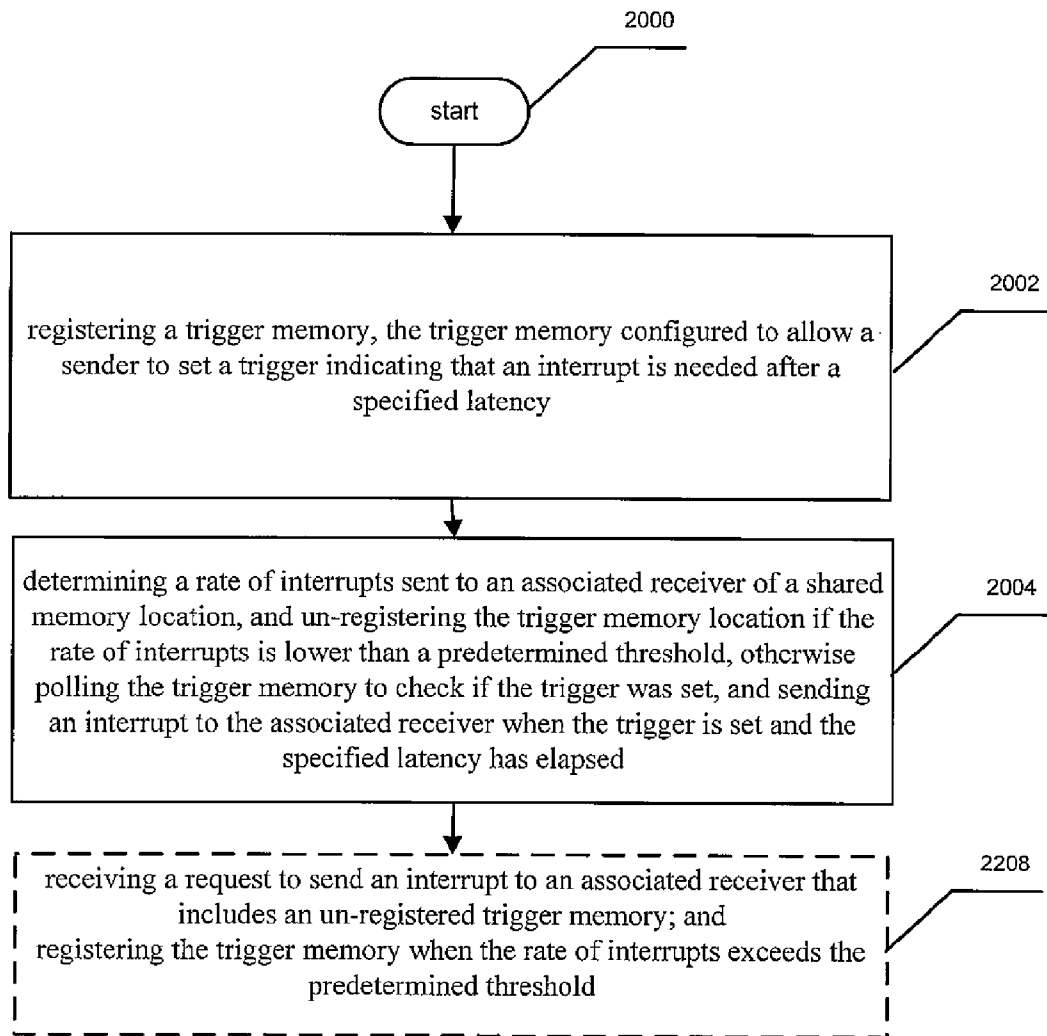 2000
start
2002
registering a trigger memory, the trigger memory configured to allow a
sender to set a trigger indicating that an interrupt is needed after a
specified latency
2004
determining a rate of interrupts sent to an associated receiver of a shared
memory location, and un-registering the trigger memory location if the
rate of interrupts is lower than a predetermined threshold, otherwise
polling the trigger memory to check if the trigger was set, and sending
an interrupt to the associated receiver when the trigger is set and the
specified latency has elapsed
2208
receiving a request to send an interrupt to an associated receiver that
includes an un-registered trigger memory; and
registering the trigger memory when the rate of interrupts exceeds the
predetermined threshold